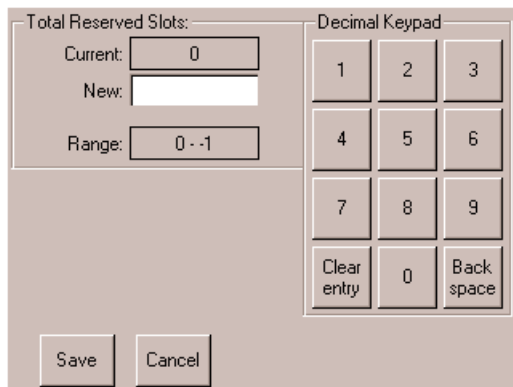 Total Reserved Slots:
Current: 0
New:
Range: 0 - -1
Decimal Keypad
1 2 3
4 5 6
7 8 9
Clear entry 0 Back space
Save Cancel